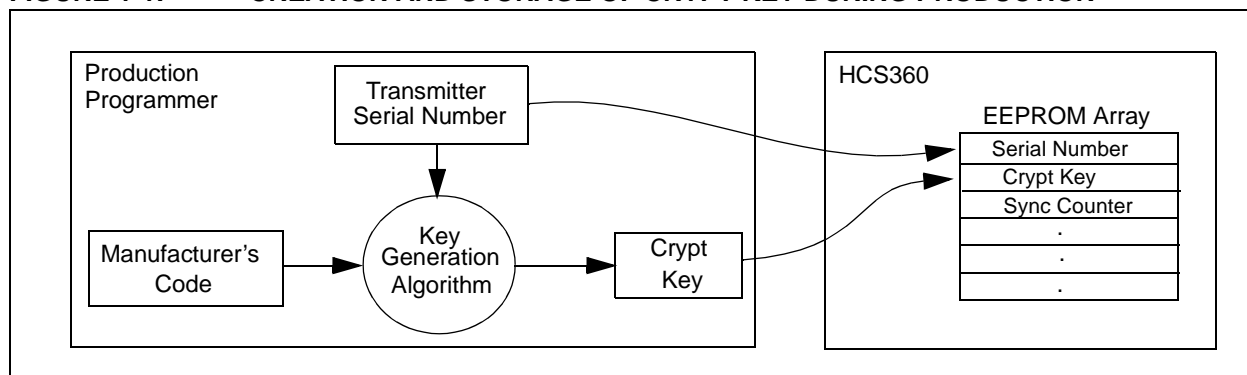 Production
Programmer
Transmitter
Serial Number
Manufacturer's
Code
Key
Generation
Algorithm
Crypt
Key
HCS360
EEPROM Array
Serial Number
Crypt Key
Sync Counter
.
.
.